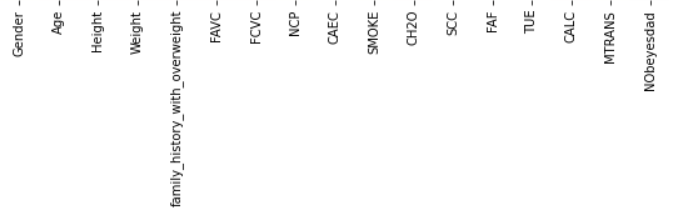 Gender
Age
Height
Weight
family_history_with_overweight
FAVC
FCVC
NCP
CAEC
SMOKE
CH2O
SCC
FAF
TUE
CALC
MTRANS
NObeyesdad